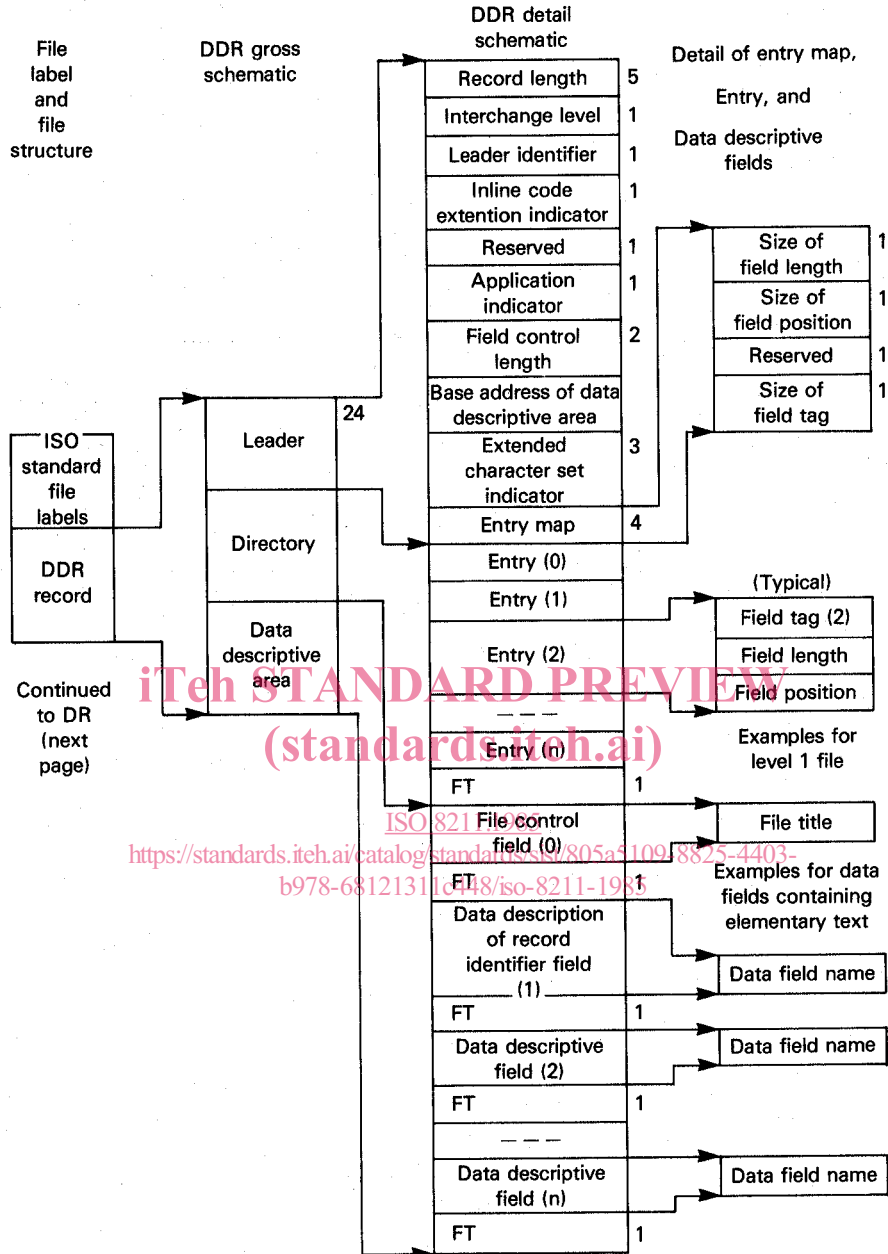 File
label
and
file
structure
DDR gross
schematic
DDR detail
schematic
Detail of entry map,
Entry, and
Data descriptive
fields
Record length 5
Interchange level 1
Leader identifier 1
Inline code 1
extention indicator
Reserved 1
Application 1
indicator
Field control 2
length
Base address of data
descriptive area
Extended 3
character set
indicator
Entry map 4
Entry (0)
Entry (1)
Entry (2)
– – –
Entry (n)
FT 1
File control
field (0)
FT 1
Data description
of record
identifier field
(1)
FT 1
Data descriptive
field (2)
FT 1
– – –
Data descriptive
field (n)
FT 1
Size of 1
field length
Size of 1
field position
Reserved 1
Size of 1
field tag
ISO
standard
file
labels
DDR
record
Continued
to DR
(next
page)
Leader 24
Directory
Data
descriptive
area
(Typical)
Field tag (2)
Field length
Field position
Examples for
level 1 file
File title
Examples for data
fields containing
elementary text
Data field name
Data field name
Data field name
iTeh STANDARD PREVIEW
(standards.iteh.ai)
ISO 8211:1985
https://standards.iteh.ai/catalog/standards/sist/805a5109-8825-4403-
b978-68121311c448/iso-8211-1985